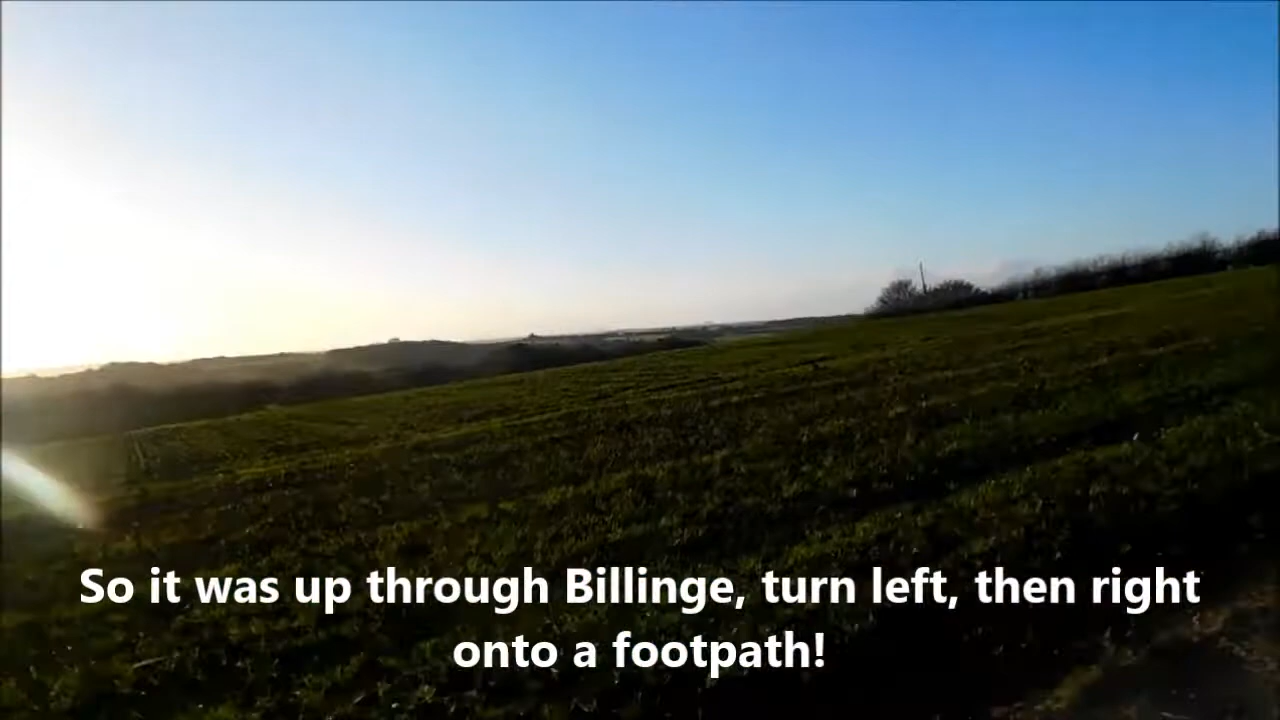 So it was up through Billinge, turn left, then right
onto a footpath!